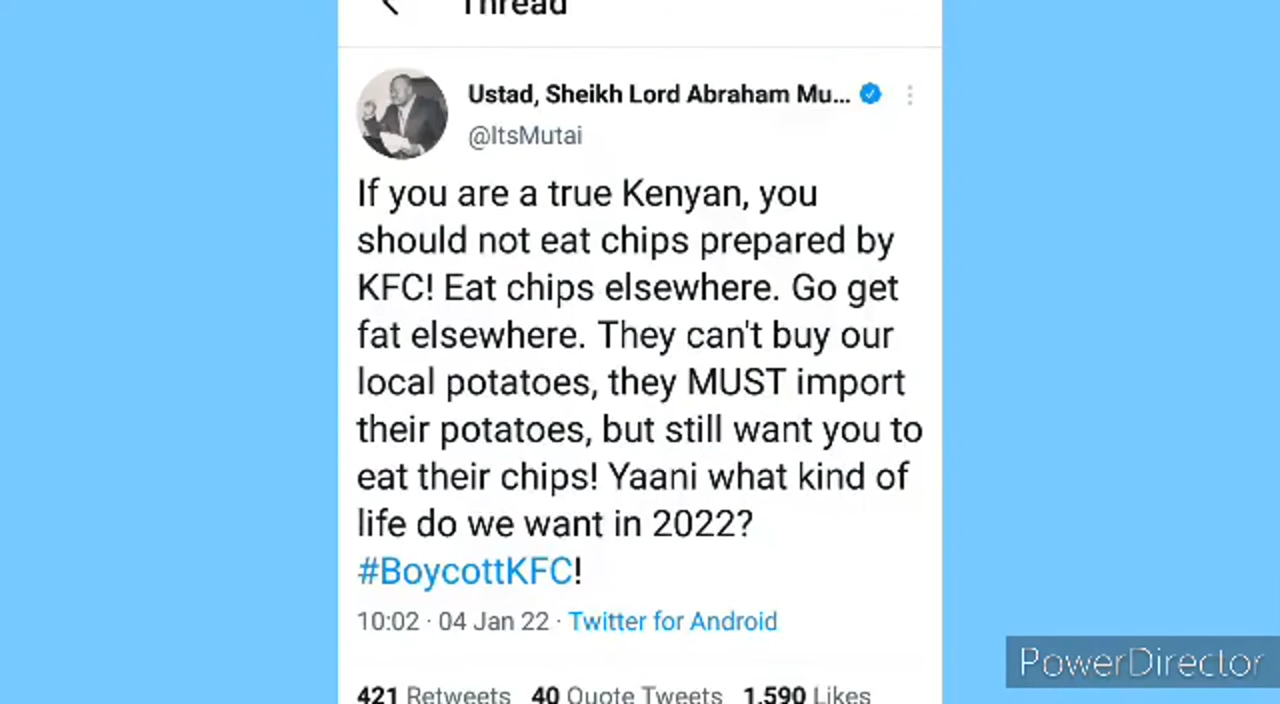 Thread
Ustad, Sheikh Lord Abraham Mu...
@ItsMutai
If you are a true Kenyan, you
should not eat chips prepared by
KFC! Eat chips elsewhere. Go get
fat elsewhere. They can't buy our
local potatoes, they MUST import
their potatoes, but still want you to
eat their chips! Yaani what kind of
life do we want in 2022?
#BoycottKFC!
10:02 · 04 Jan 22 · Twitter for Android
421 Retweets 40 Quote Tweets 1,590 Likes
PowerDirector